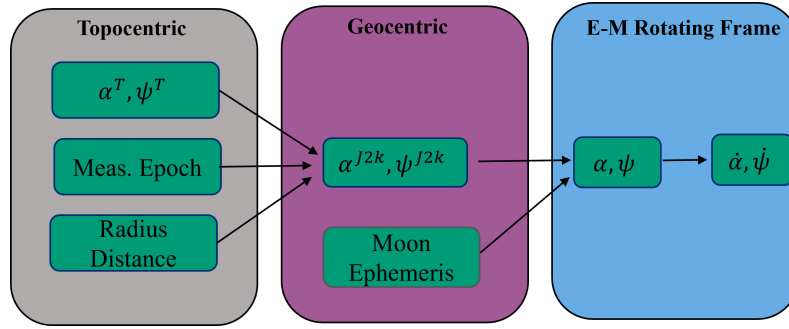 Topocentric
α^T, ψ^T
Meas. Epoch
Radius
Distance
Geocentric
α^{J2k}, ψ^{J2k}
Moon
Ephemeris
E-M Rotating Frame
α, ψ
α̇, ψ̇